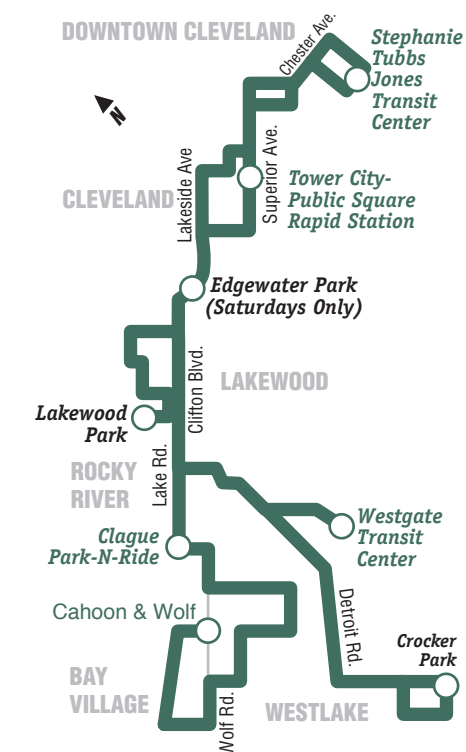 DOWNTOWN CLEVELAND
Chester Ave.
Stephanie
Tubbs
Jones
Transit
Center
N
Lakeside Ave
Superior Ave.
CLEVELAND
Tower City-
Public Square
Rapid Station
Edgewater Park
(Saturdays Only)
Clifton Blvd.
LAKEWOOD
Lakewood
Park
Lake Rd.
ROCKY
RIVER
Westgate
Transit
Center
Clague
Park-N-Ride
Cahoon & Wolf
Detroit Rd.
Crocker
Park
BAY
VILLAGE
Wolf Rd.
WESTLAKE